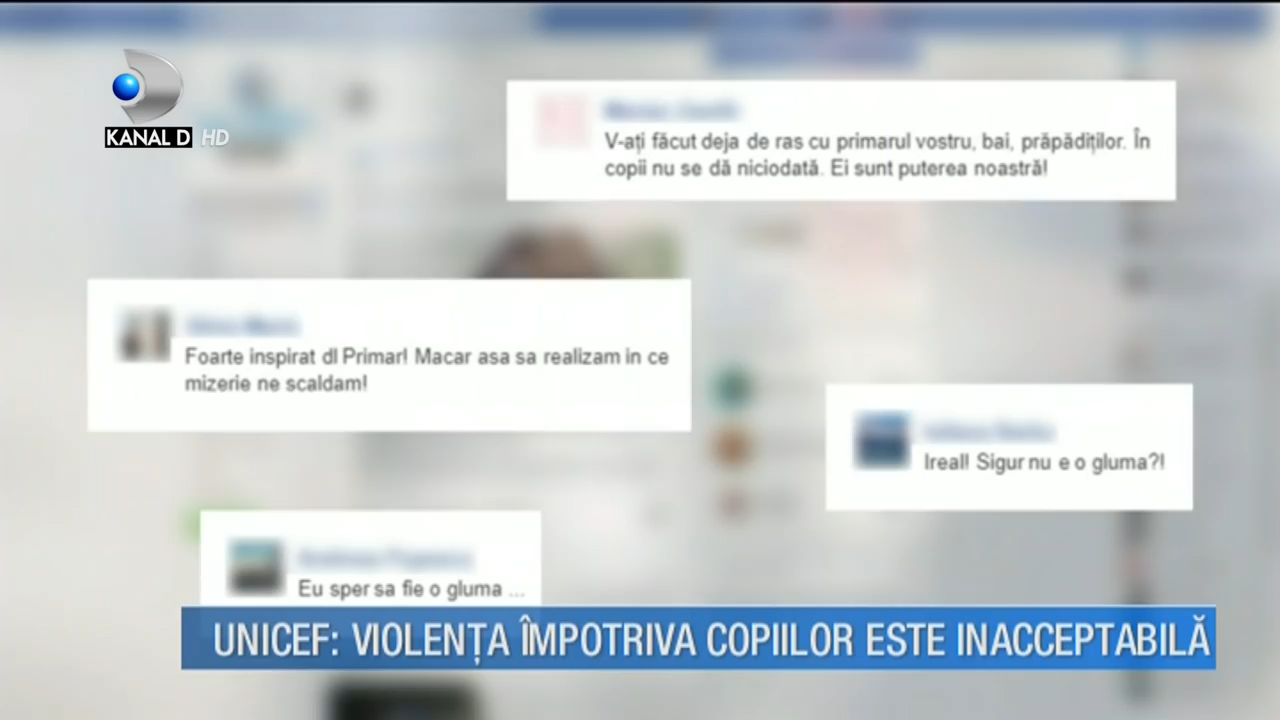 KANAL D HD
V-ați făcut deja de ras cu primarul vostru, bai, prăpădiților. În
copii nu se dă niciodată. Ei sunt puterea noastră!
Foarte inspirat dl Primar! Macar asa sa realizam in ce
mizerie ne scaldam!
Ireal! Sigur nu e o gluma?!
Eu sper sa fie o gluma ...
UNICEF: VIOLENȚA ÎMPOTRIVA COPIILOR ESTE INACCEPTABILĂ